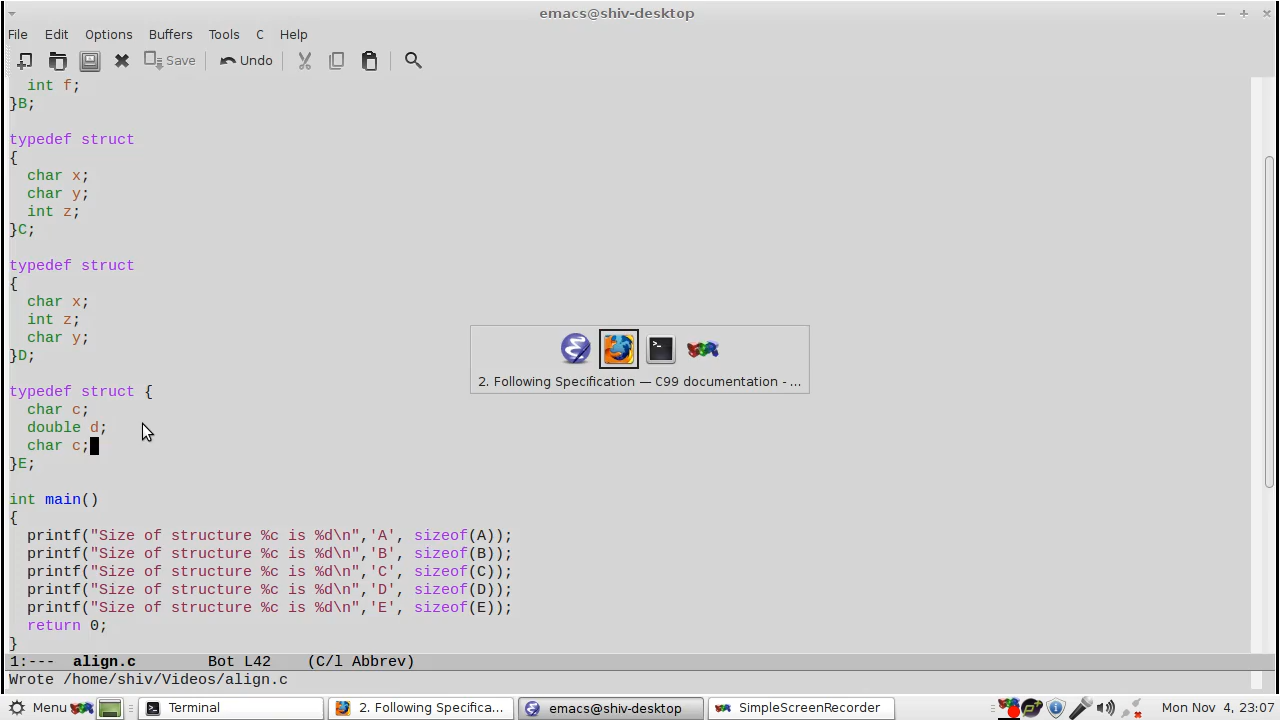 emacs@shiv-desktop
File Edit Options Buffers Tools C Help
Save Undo
int f;
}B;
typedef struct
{
char x;
char y;
int z;
}C;
typedef struct
{
char x;
int z;
char y;
}D;
typedef struct {
char c;
double d;
char c;
}E;
2. Following Specification — C99 documentation - ...
int main()
{
printf("Size of structure %c is %d\n",'A', sizeof(A));
printf("Size of structure %c is %d\n",'B', sizeof(B));
printf("Size of structure %c is %d\n",'C', sizeof(C));
printf("Size of structure %c is %d\n",'D', sizeof(D));
printf("Size of structure %c is %d\n",'E', sizeof(E));
return 0;
}
1:--- align.c Bot L42 (C/l Abbrev)
Wrote /home/shiv/Videos/align.c
Menu Terminal 2. Following Specifica... emacs@shiv-desktop SimpleScreenRecorder Mon Nov 4, 23:07